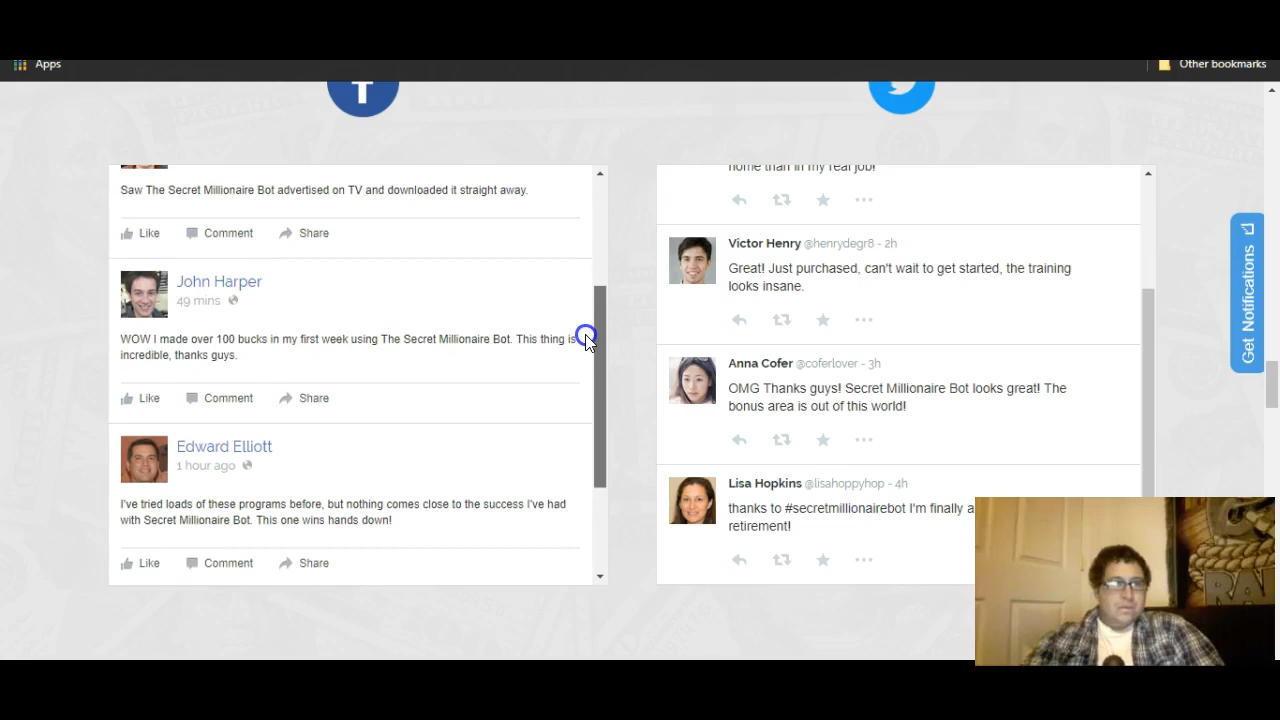 Apps
Other bookmarks
Saw The Secret Millionaire Bot advertised on TV and downloaded it straight away.
Like Comment Share
John Harper
49 mins
WOW I made over 100 bucks in my first week using The Secret Millionaire Bot. This thing is
incredible, thanks guys.
Like Comment Share
Edward Elliott
1 hour ago
I've tried loads of these programs before, but nothing comes close to the success I've had
with Secret Millionaire Bot. This one wins hands down!
Like Comment Share
home than in my real job!
Victor Henry @henrydegr8 - 2h
Great! Just purchased, can't wait to get started, the training
looks insane.
Anna Cofer @coferlover - 3h
OMG Thanks guys! Secret Millionaire Bot looks great! The
bonus area is out of this world!
Lisa Hopkins @lisahoppyhop - 4h
thanks to #secretmillionairebot I'm finally a
retirement!
Get Notifications